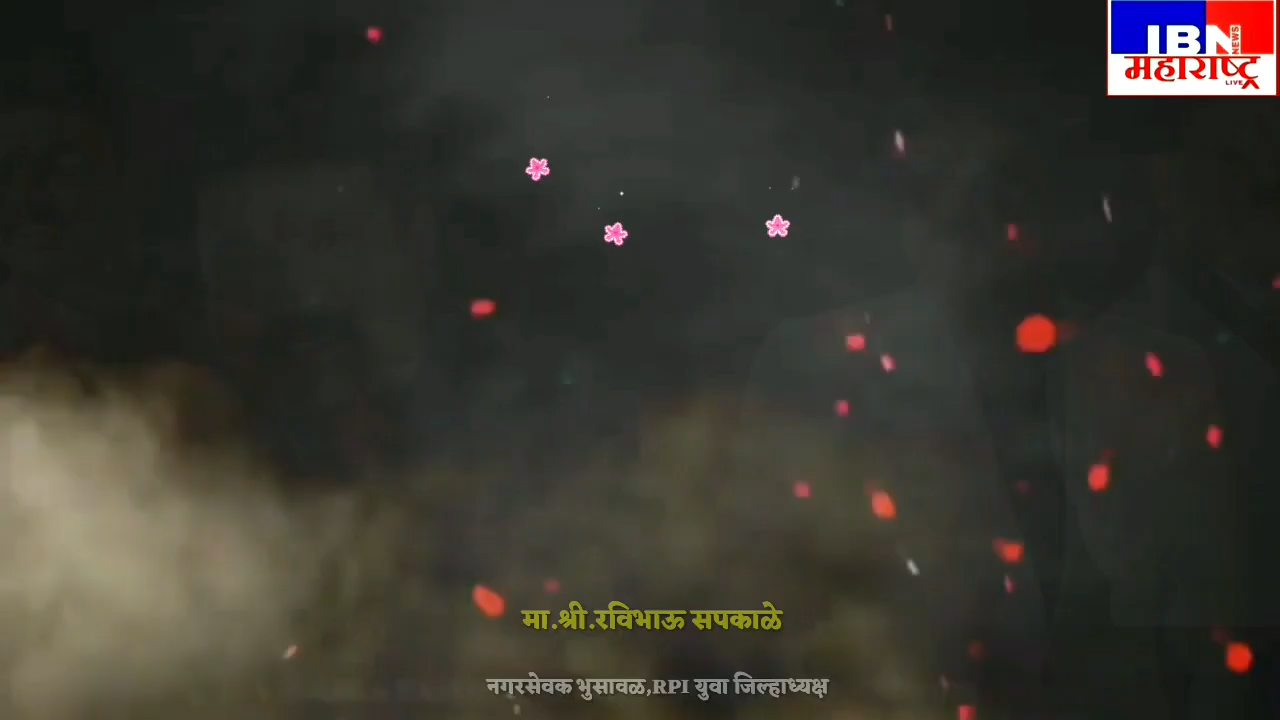 IBN
NEWS
महाराष्ट्र
LIVE
मा.श्री.रविभाऊ सपकाळे
नगरसेवक भुसावळ,RPI युवा जिल्हाध्यक्ष